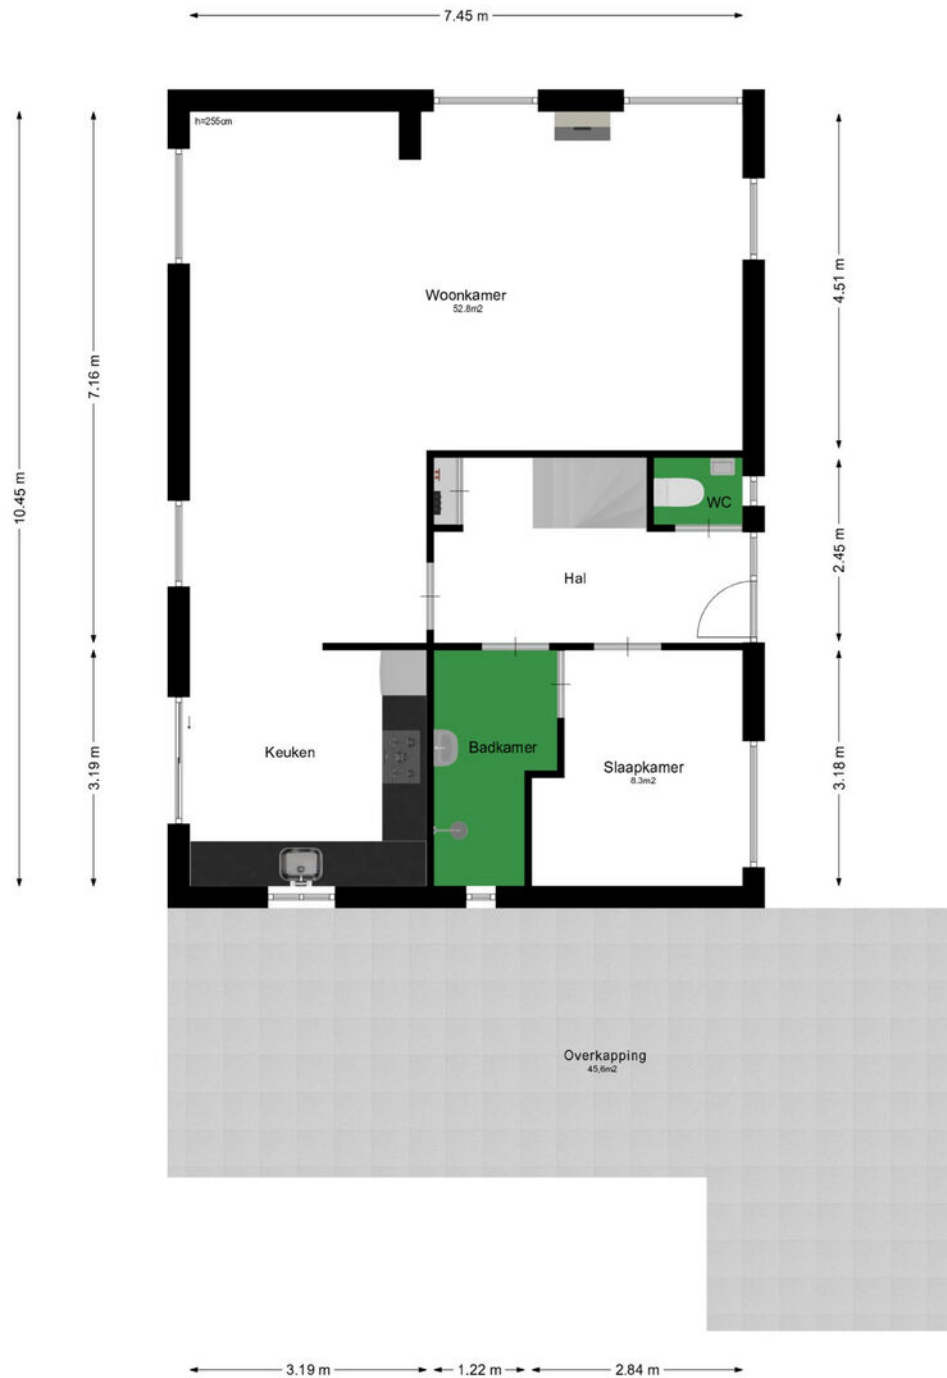 7.45 m
h=255cm
Woonkamer
52.8m2
4.51 m
7.16 m
10.45 m
WC
2.45 m
Hal
Keuken
Badkamer
Slaapkamer
8.3m2
3.19 m
3.18 m
Overkapping
45,6m2
3.19 m
1.22 m
2.84 m